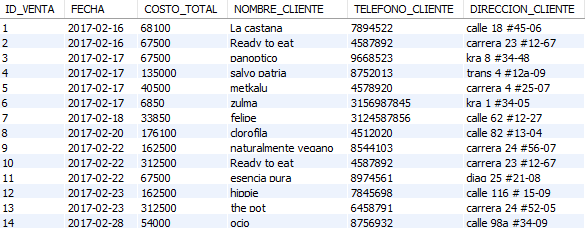 ID_VENTA FECHA COSTO_TOTAL NOMBRE_CLIENTE TELEFONO_CLIENTE DIRECCION_CLIENTE
1 2017-02-16 68100 La castana 7894522 calle 18 #45-06
2 2017-02-16 67500 Ready to eat 4587892 carrera 23 #12-67
3 2017-02-17 67500 panoptico 9668523 kra 8 #34-48
4 2017-02-17 135000 salvo patria 8752013 trans 4 #12a-09
5 2017-02-17 40500 metkalu 4578920 carrera 4 #25-07
6 2017-02-17 6850 zulma 3156987845 kra 1 #34-05
7 2017-02-18 33850 felipe 3124587856 calle 62 #12-27
8 2017-02-20 176100 clorofila 4512020 calle 82 #13-04
9 2017-02-22 162500 naturalmente vegano 8544103 carrera 24 #56-07
10 2017-02-22 312500 Ready to eat 4587892 carrera 23 #12-67
11 2017-02-22 67500 esencia pura 8974561 diag 25 #21-08
12 2017-02-23 162500 hippie 7845698 calle 116 # 15-09
13 2017-02-23 312500 the pot 6458791 carrera 24 #52-05
14 2017-02-28 54000 ocio 8756932 calle 98a #34-09